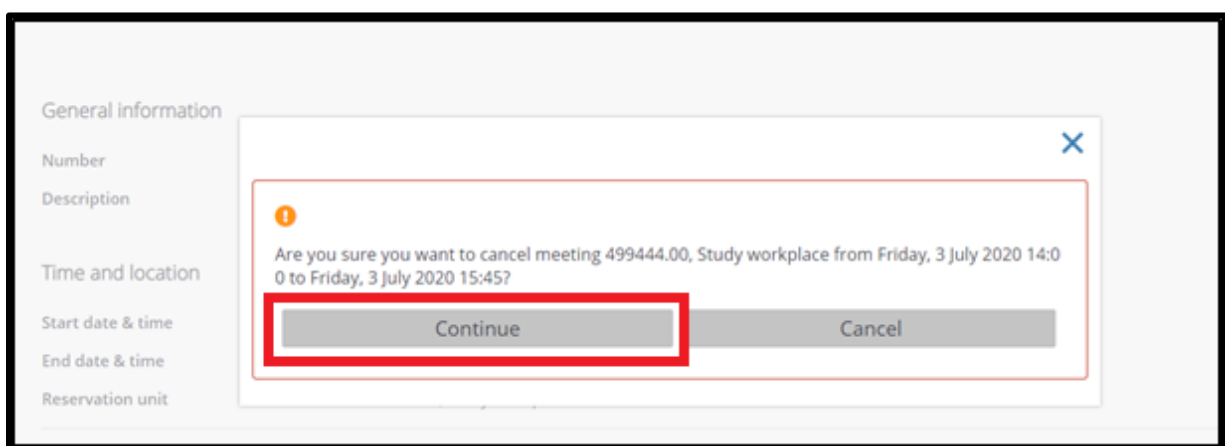 General information
Number
Description
Are you sure you want to cancel meeting 499444.00, Study workplace from Friday, 3 July 2020 14:0
0 to Friday, 3 July 2020 15:45?
Time and location
Continue
Cancel
Start date & time
End date & time
Reservation unit